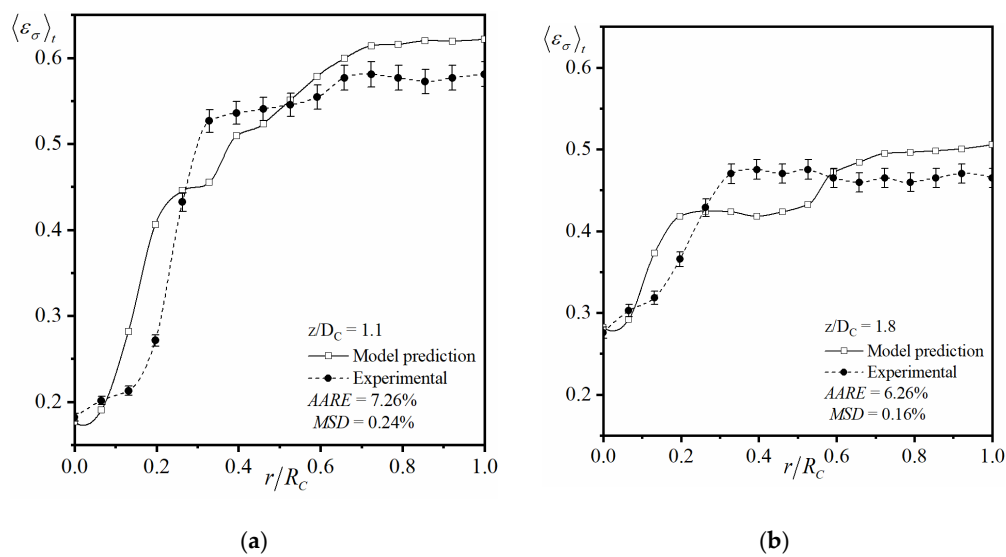 ⟨εσ⟩t
0.6
0.5
0.4
0.3
0.2
0.0 0.2 0.4 0.6 0.8 1.0
r/RC
z/DC = 1.1
Model prediction
Experimental
AARE = 7.26%
MSD = 0.24%
(a)
⟨εσ⟩t
0.6
0.5
0.4
0.3
0.2
0.0 0.2 0.4 0.6 0.8 1.0
r/RC
z/DC = 1.8
Model prediction
Experimental
AARE = 6.26%
MSD = 0.16%
(b)